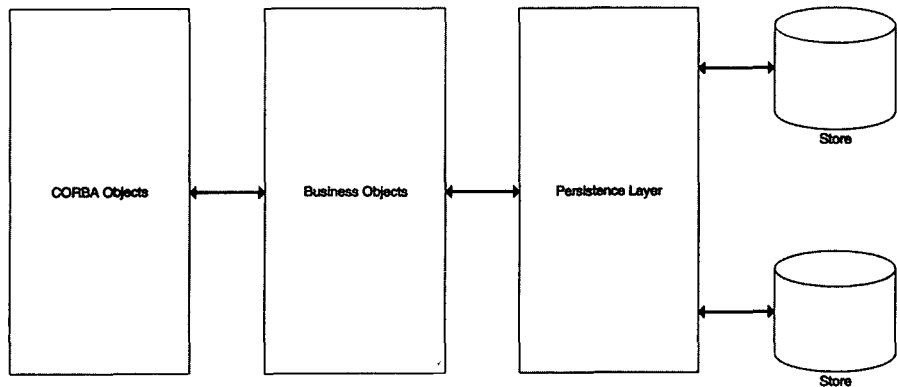 CORBA Objects
Business Objects
Persistence Layer
Store
Store